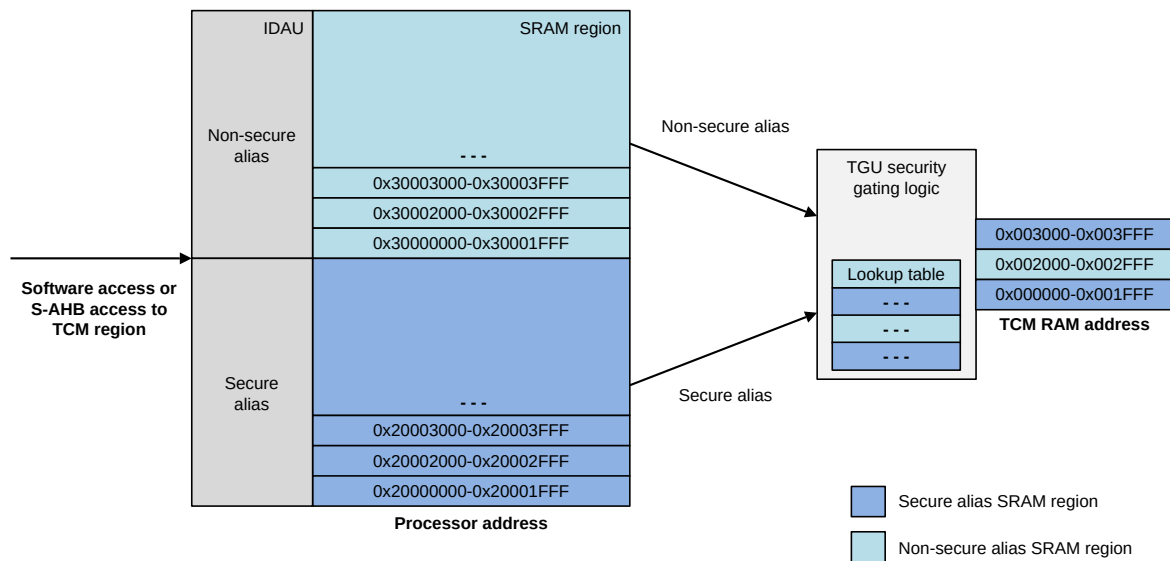 IDAU
SRAM region
Non-secure
alias
- - -
0x30003000-0x30003FFF
0x30002000-0x30002FFF
0x30000000-0x30001FFF
Software access or
S-AHB access to
TCM region
Secure
alias
- - -
0x20003000-0x20003FFF
0x20002000-0x20002FFF
0x20000000-0x20001FFF
Processor address
Non-secure alias
Secure alias
TGU security
gating logic
Lookup table
- - -
- - -
- - -
0x003000-0x003FFF
0x002000-0x002FFF
0x000000-0x001FFF
TCM RAM address
Secure alias SRAM region
Non-secure alias SRAM region